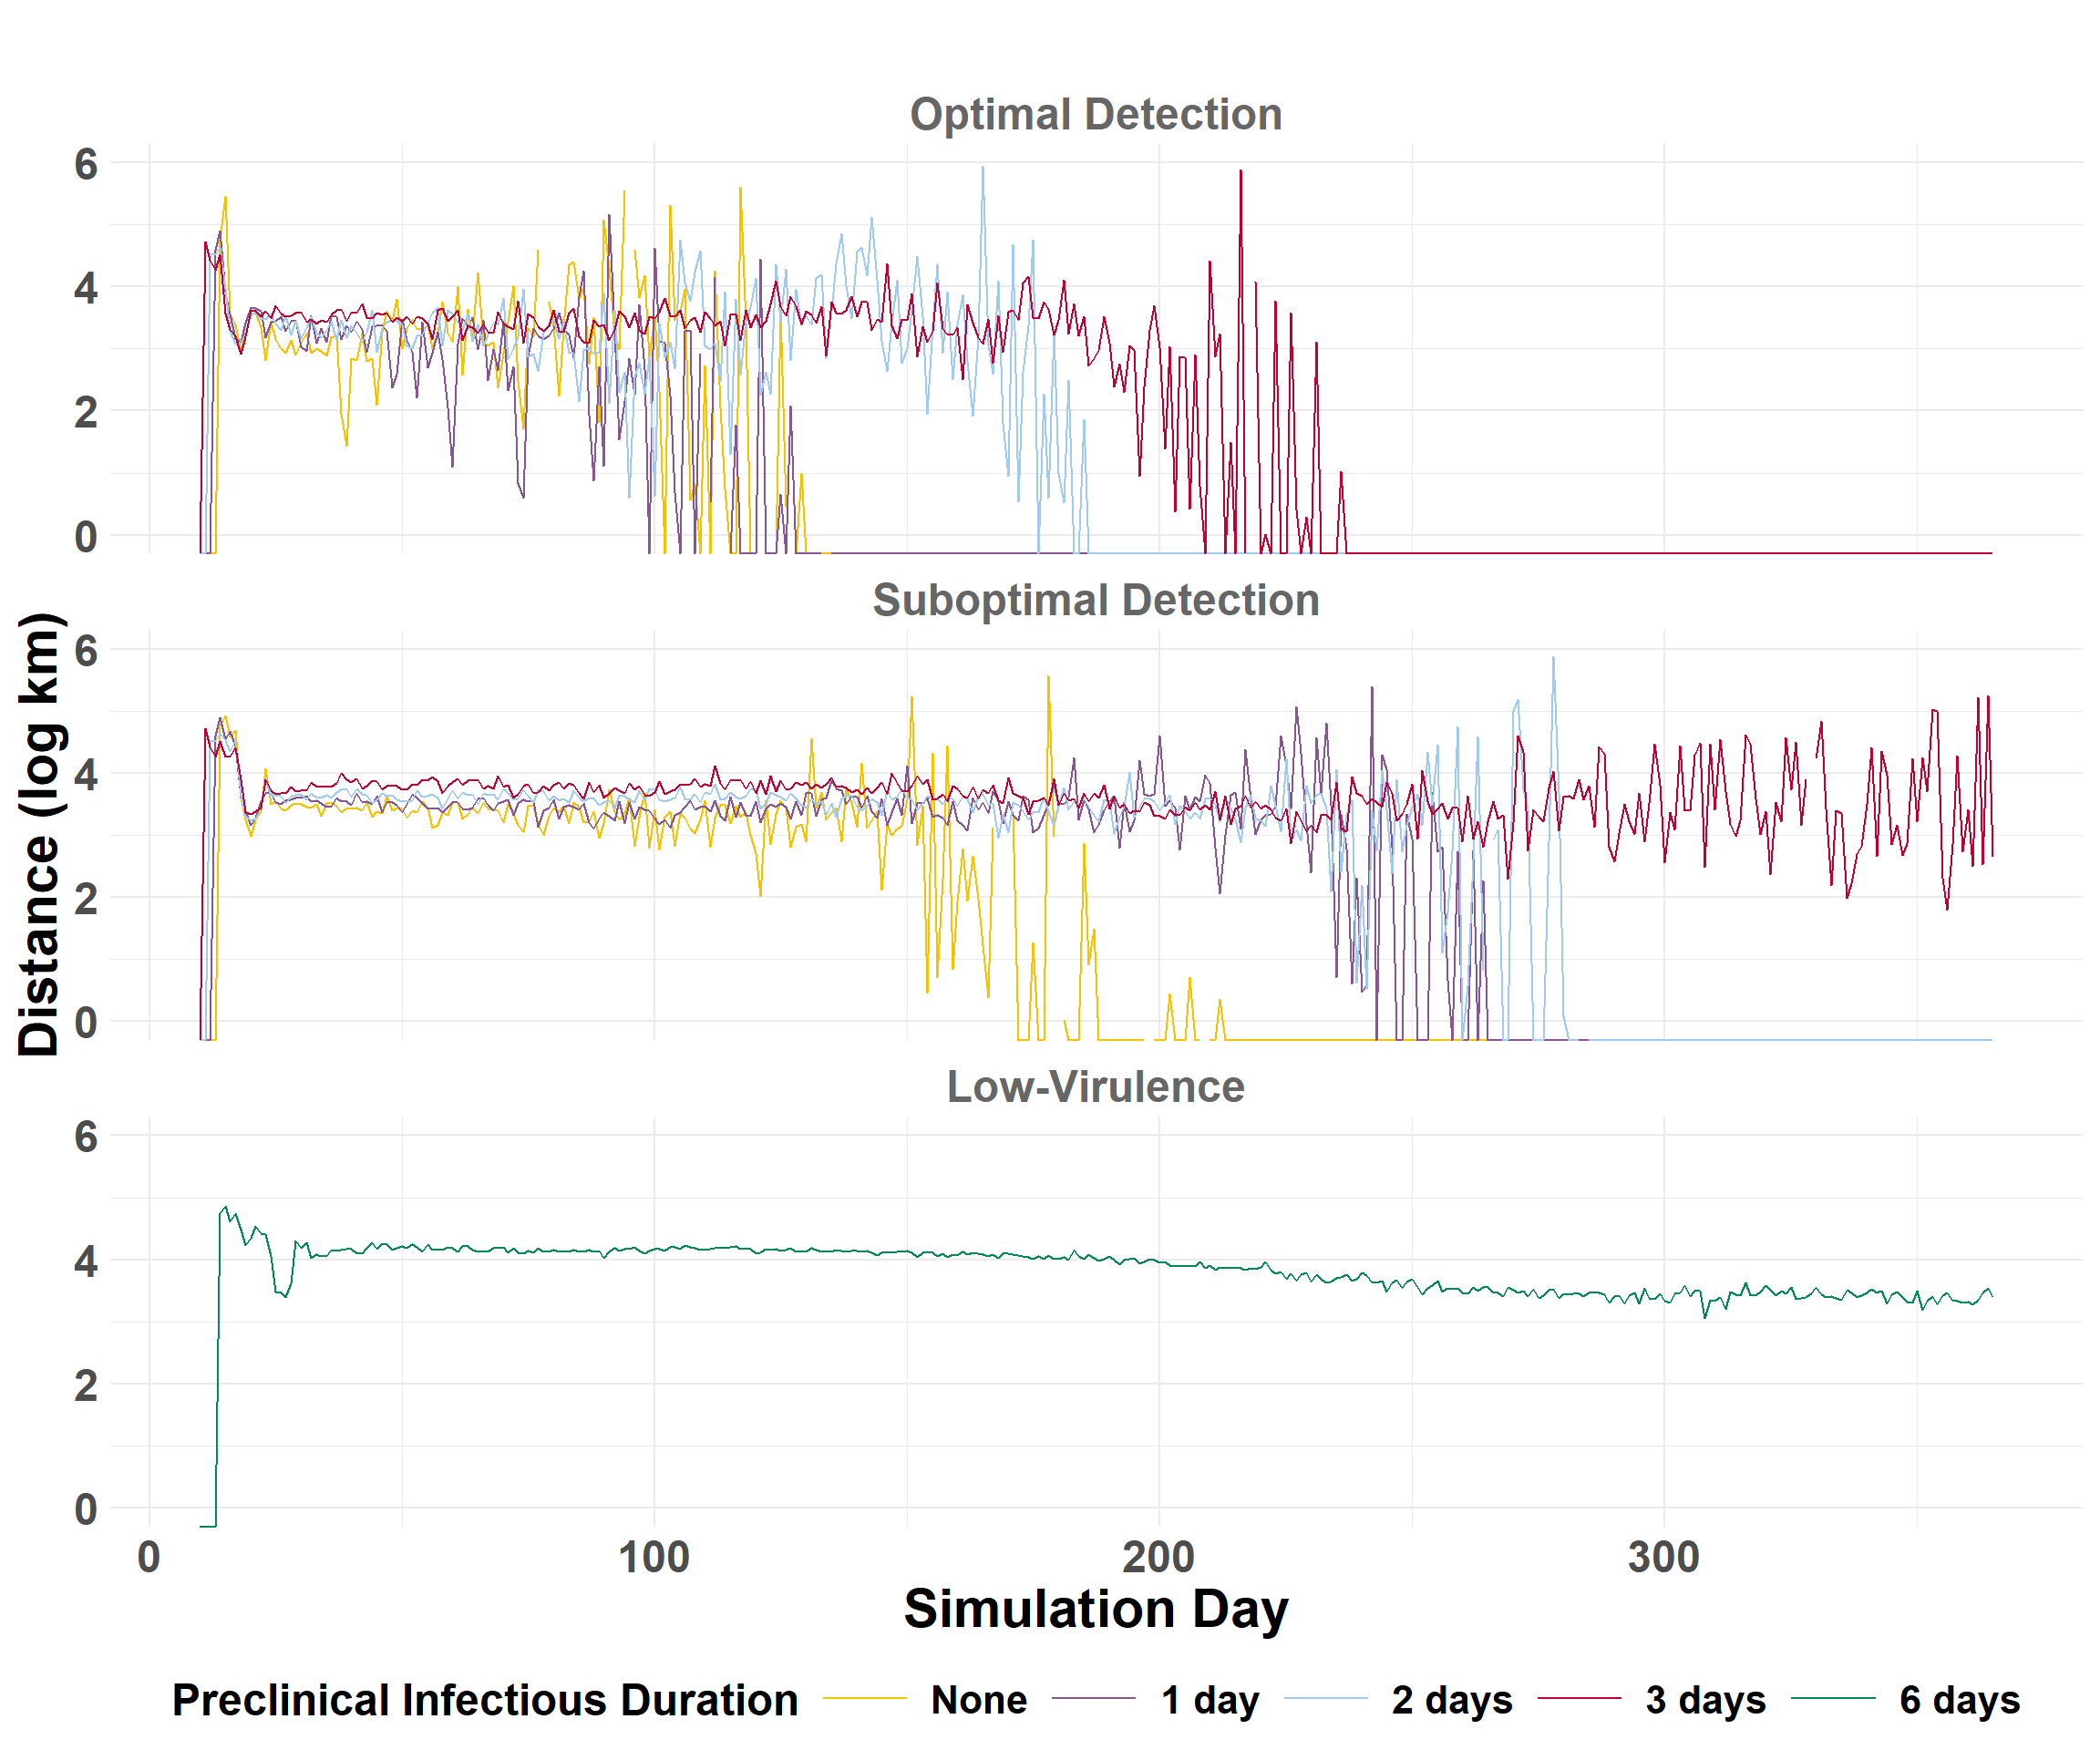 Optimal Detection
6
4
2
0
Suboptimal Detection
6
4
2
0
Distance (log km)
Low-Virulence
6
4
2
0
0 100 200 300
Simulation Day
Preclinical Infectious Duration None 1 day 2 days 3 days 6 days